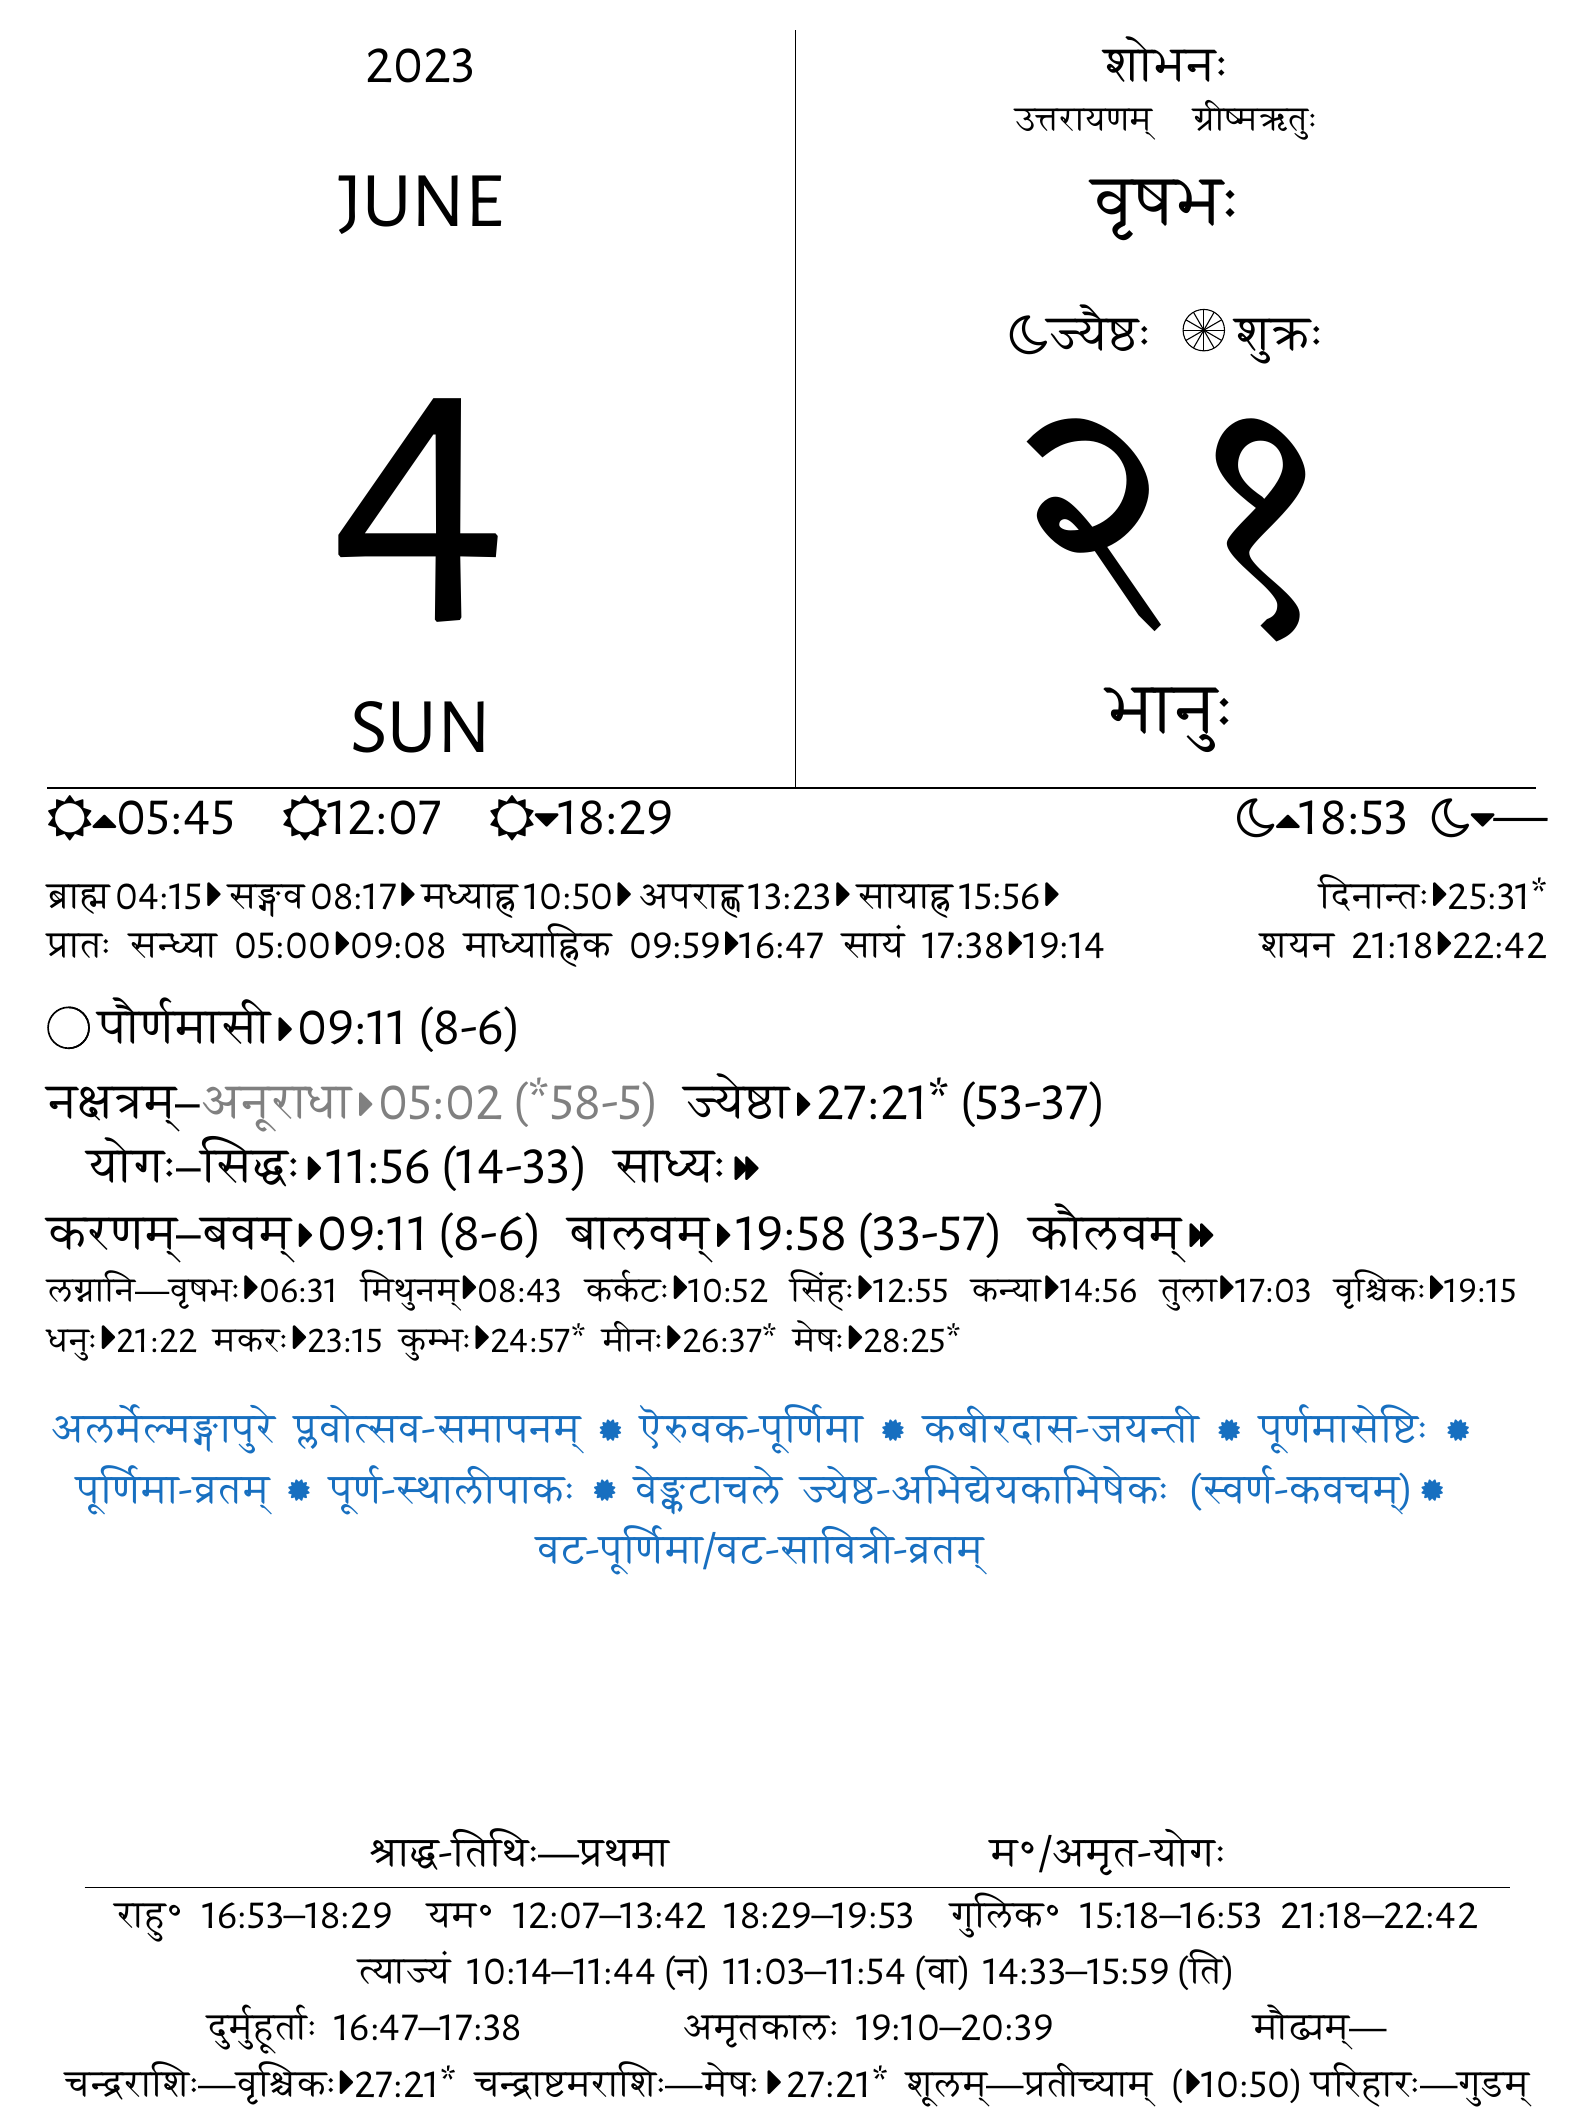 2023
JUNE
4
SUN
शोभनः
उत्तरायणम् ग्रीष्मऋतुः
वृषभः
ज्यैष्ठः शुक्रः
२१
भानुः
05:45 12:07 18:29 18:53 —
ब्राह्म 04:15 सङ्गव 08:17 मध्याह्न 10:50 अपराह्ण 13:23 सायाह्न 15:56 दिनान्तः 25:31*
प्रातः सन्ध्या 05:00 09:08 माध्याह्निक 09:59 16:47 सायं 17:38 19:14 शयन 21:18 22:42
पौर्णमासी 09:11 (8-6)
नक्षत्रम्–अनूराधा 05:02 (*58-5) ज्येष्ठा 27:21* (53-37)
योगः–सिद्धः 11:56 (14-33) साध्यः
करणम्–बवम् 09:11 (8-6) बालवम् 19:58 (33-57) कौलवम्
लग्नानि—वृषभः 06:31 मिथुनम् 08:43 कर्कटः 10:52 सिंहः 12:55 कन्या 14:56 तुला 17:03 वृश्चिकः 19:15
धनुः 21:22 मकरः 23:15 कुम्भः 24:57* मीनः 26:37* मेषः 28:25*
अलर्मेल्मङ्गापुरे प्लवोत्सव-समापनम् ✹ ऎरुवक-पूर्णिमा ✹ कबीरदास-जयन्ती ✹ पूर्णमासेष्टिः ✹
पूर्णिमा-व्रतम् ✹ पूर्ण-स्थालीपाकः ✹ वेङ्कटाचले ज्येष्ठ-अभिद्येयकाभिषेकः (स्वर्ण-कवचम्) ✹
वट-पूर्णिमा/वट-सावित्री-व्रतम्
श्राद्ध-तिथिः—प्रथमा म॰/अमृत-योगः
राहु॰ 16:53–18:29 यम॰ 12:07–13:42 18:29–19:53 गुलिक॰ 15:18–16:53 21:18–22:42
त्याज्यं 10:14–11:44 (न) 11:03–11:54 (वा) 14:33–15:59 (ति)
दुर्मुहूर्ताः 16:47–17:38 अमृतकालः 19:10–20:39 मौढ्यम्—
चन्द्रराशिः—वृश्चिकः 27:21* चन्द्राष्टमराशिः—मेषः 27:21* शूलम्—प्रतीच्याम् (10:50) परिहारः—गुडम्